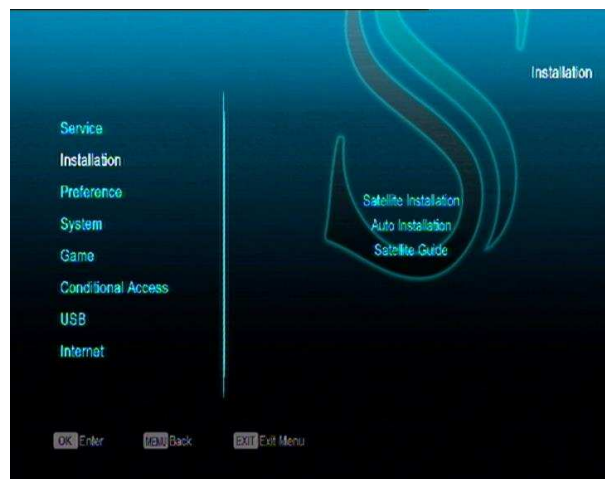 Installation
Service
Installation
Preference
System
Game
Conditional Access
USB
Internet
Satellite Installation
Auto Installation
Satellite Guide
OK Enter MENU Back EXIT Exit Menu